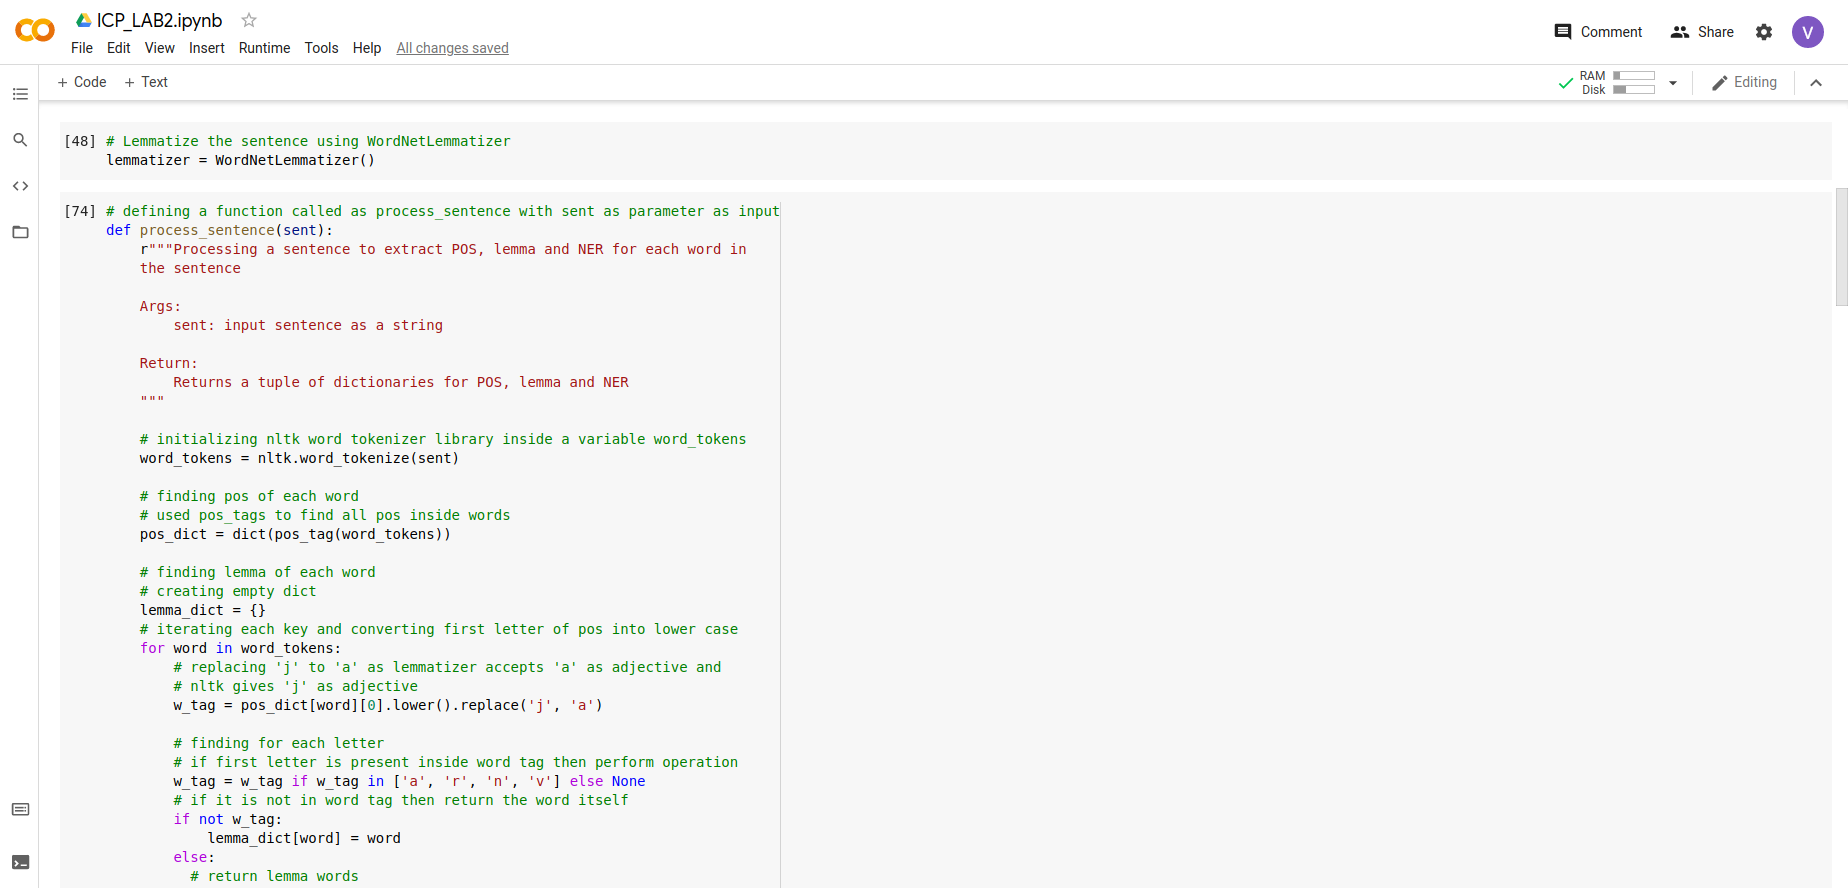 ICP_LAB2.ipynb
File Edit View Insert Runtime Tools Help All changes saved
Comment Share V
+ Code + Text
RAM
Disk
Editing
[48] # Lemmatize the sentence using WordNetLemmatizer
lemmatizer = WordNetLemmatizer()
[74] # defining a function called as process_sentence with sent as parameter as input
def process_sentence(sent):
    r"""Processing a sentence to extract POS, lemma and NER for each word in
    the sentence
    Args:
        sent: input sentence as a string
    Return:
        Returns a tuple of dictionaries for POS, lemma and NER
    """
    # initializing nltk word tokenizer library inside a variable word_tokens
    word_tokens = nltk.word_tokenize(sent)
    # finding pos of each word
    # used pos_tags to find all pos inside words
    pos_dict = dict(pos_tag(word_tokens))
    # finding lemma of each word
    # creating empty dict
    lemma_dict = {}
    # iterating each key and converting first letter of pos into lower case
    for word in word_tokens:
        # replacing 'j' to 'a' as lemmatizer accepts 'a' as adjective and
        # nltk gives 'j' as adjective
        w_tag = pos_dict[word][0].lower().replace('j', 'a')
        # finding for each letter
        # if first letter is present inside word tag then perform operation
        w_tag = w_tag if w_tag in ['a', 'r', 'n', 'v'] else None
        # if it is not in word tag then return the word itself
        if not w_tag:
            lemma_dict[word] = word
        else:
          # return lemma words